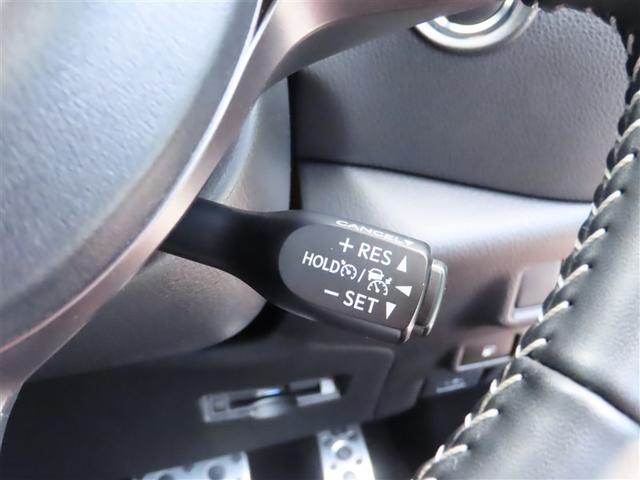 CANCEL
+ RES
HOLD /
− SET